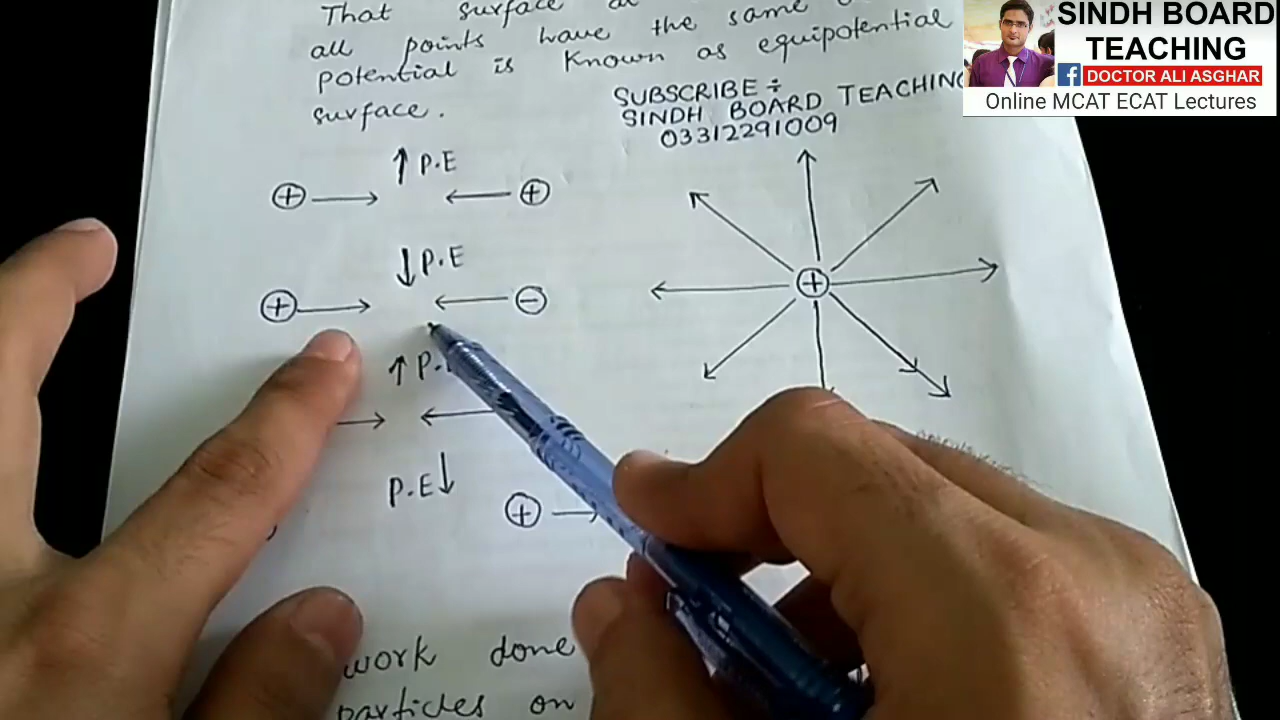 That surface
all points have the same
potential is known as equipotential
surface.
SINDH BOARD
TEACHING
DOCTOR ALI ASGHAR
Online MCAT ECAT Lectures
SUBSCRIBE ÷
SINDH BOARD TEACHING
03312291009
↑ P.E
+ → ← +
↓ P.E
+ → ← −
↑ P.
→ ←
P.E ↓
+ →
+
work done
particles on